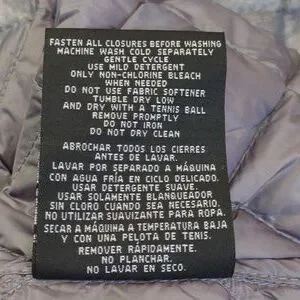 FASTEN ALL CLOSURES BEFORE WASHING
MACHINE WASH COLD SEPARATELY
GENTLE CYCLE
USE MILD DETERGENT
ONLY NON-CHLORINE BLEACH
WHEN NEEDED
DO NOT USE FABRIC SOFTENER
TUMBLE DRY LOW
AND DRY WITH A TENNIS BALL
REMOVE PROMPTLY
DO NOT IRON
DO NOT DRY CLEAN
ABROCHAR TODOS LOS CIERRES
ANTES DE LAVAR.
LAVAR POR SEPARADO A MÁQUINA
CON AGUA FRÍA EN CICLO DELICADO.
USAR DETERGENTE SUAVE.
USAR SOLAMENTE BLANQUEADOR
SIN CLORO CUANDO SEA NECESARIO.
NO UTILIZAR SUAVIZANTE PARA ROPA.
SECAR A MÁQUINA A TEMPERATURA BAJA
Y CON UNA PELOTA DE TENIS.
REMOVER RÁPIDAMENTE.
NO PLANCHAR.
NO LAVAR EN SECO.